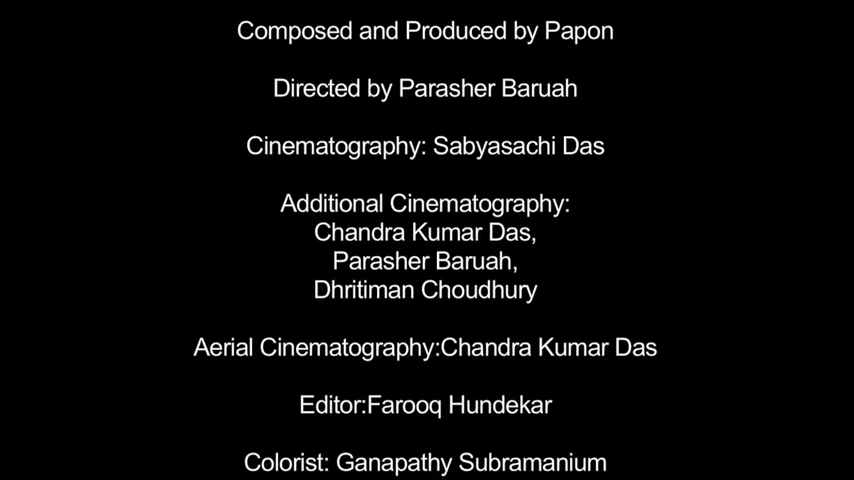 Composed and Produced by Papon
Directed by Parasher Baruah
Cinematography: Sabyasachi Das
Additional Cinematography:
Chandra Kumar Das,
Parasher Baruah,
Dhritiman Choudhury
Aerial Cinematography:Chandra Kumar Das
Editor:Farooq Hundekar
Colorist: Ganapathy Subramanium